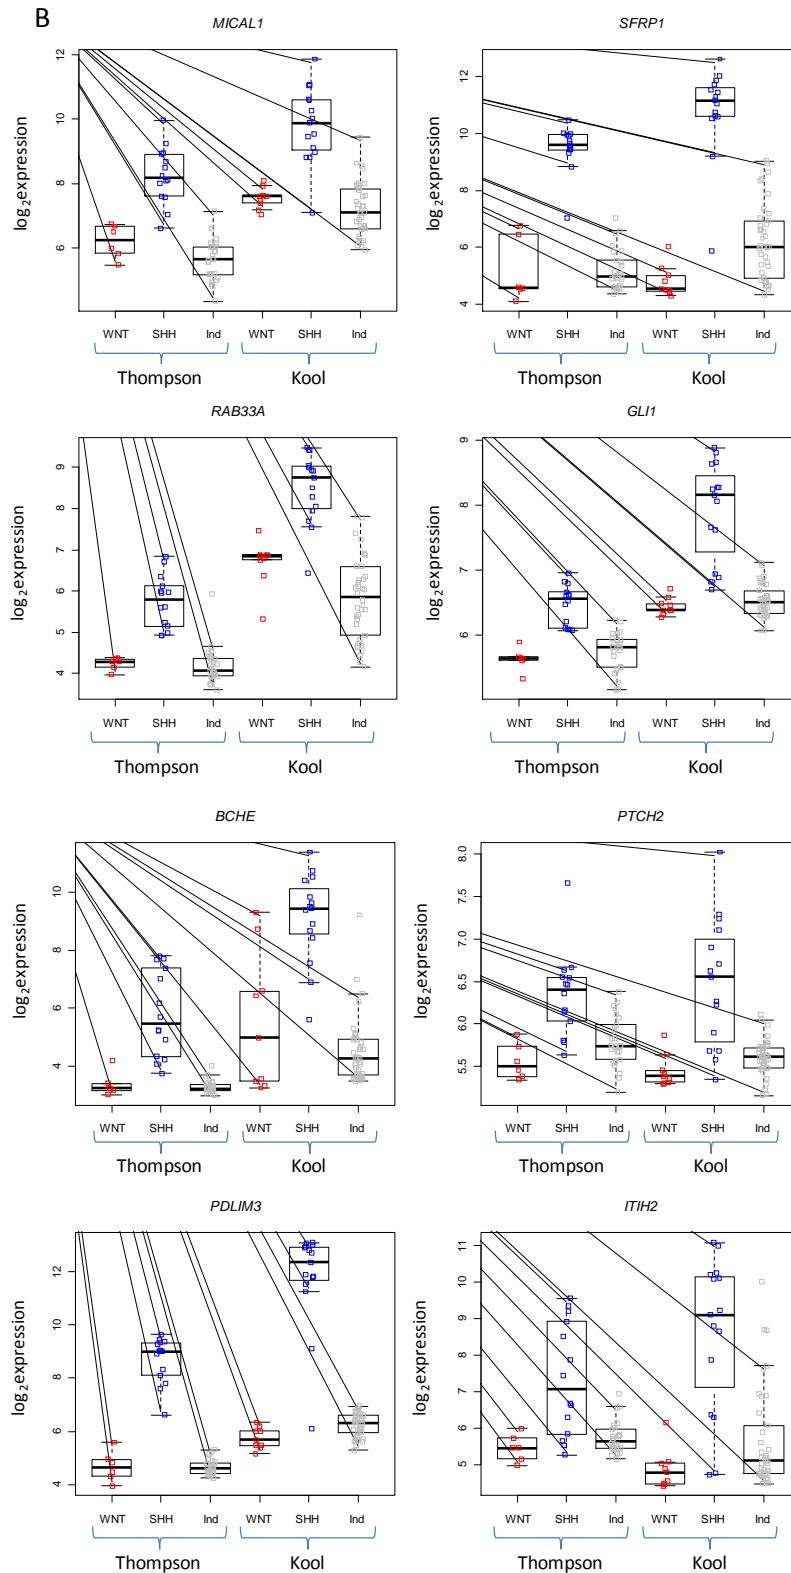 B
MICAL1
SFRP1
log2expression
12
10
8
6
log2expression
12
10
8
6
4
WNT SHH Ind WNT SHH Ind
WNT SHH Ind WNT SHH Ind
Thompson Kool
Thompson Kool
RAB33A
GLI1
log2expression
9
8
7
6
5
4
log2expression
9
8
7
6
WNT SHH Ind WNT SHH Ind
WNT SHH Ind WNT SHH Ind
Thompson Kool
Thompson Kool
BCHE
PTCH2
log2expression
10
8
6
4
log2expression
8.0
7.5
7.0
6.5
6.0
5.5
WNT SHH Ind WNT SHH Ind
WNT SHH Ind WNT SHH Ind
Thompson Kool
Thompson Kool
PDLIM3
ITIH2
log2expression
12
10
8
6
4
log2expression
11
10
9
8
7
6
5
WNT SHH Ind WNT SHH Ind
WNT SHH Ind WNT SHH Ind
Thompson Kool
Thompson Kool